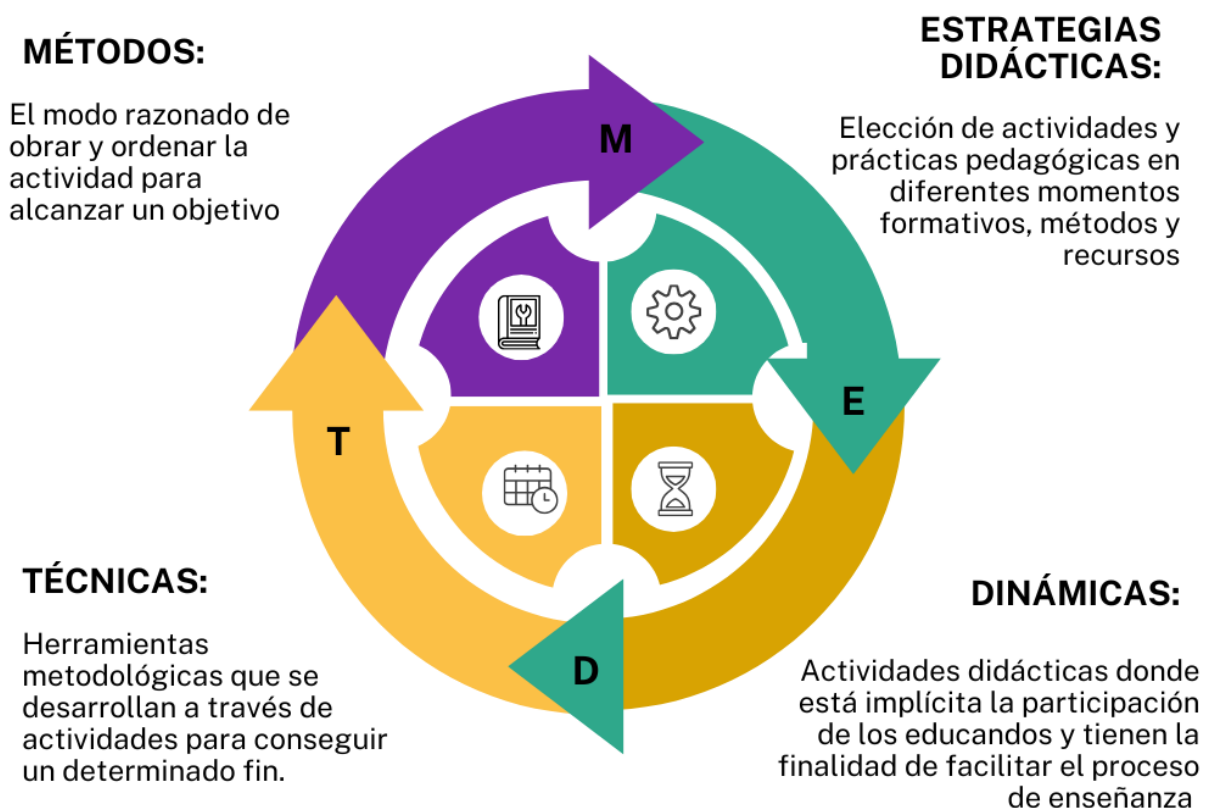 MÉTODOS:
El modo razonado de
obrar y ordenar la
actividad para
alcanzar un objetivo
ESTRATEGIAS
DIDÁCTICAS:
Elección de actividades y
prácticas pedagógicas en
diferentes momentos
formativos, métodos y
recursos
M
E
T
D
TÉCNICAS:
Herramientas
metodológicas que se
desarrollan a través de
actividades para conseguir
un determinado fin.
DINÁMICAS:
Actividades didácticas donde
está implícita la participación
de los educandos y tienen la
finalidad de facilitar el proceso
de enseñanza